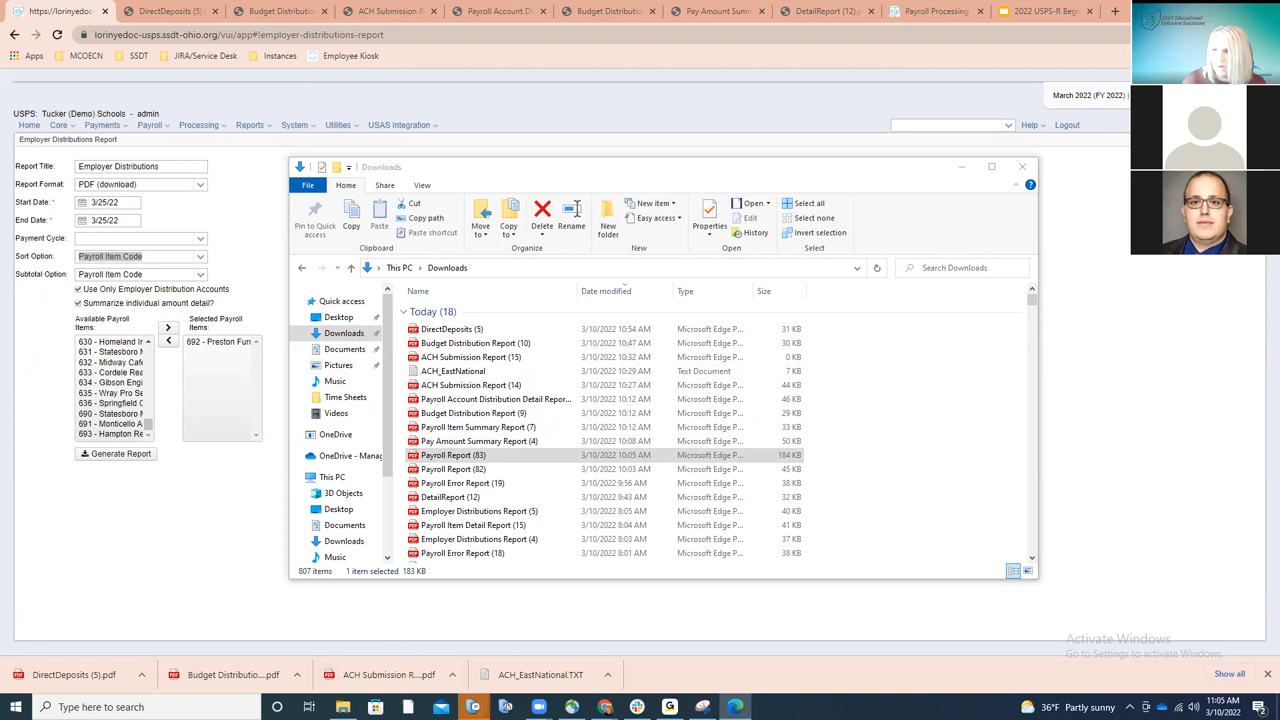 https://lorinyedocus
DirectDeposits (5).pdf
Budget Distribution
ACH Submission R
Payroll Account D
Budget Distribution
Pay Amount Sum
DetailReport (12).p
Payroll Processing
2022 USPS-R Beg
lorinyedocus.usps.ssdt-ohio.org/vui/app#!employer-distributions-report
Apps MCOECN SSDT JIRA/Service Desk Instances Employee Kiosk
March 2022 (FY 2022) |
USPS: Tucker (Demo) Schools - admin
Home Core Payments Payroll Processing Reports System Utilities USAS Integration Help Logout
Employer Distributions Report
Report Title: Employer Distributions
Report Format: PDF (download)
Start Date: * 3/25/22
End Date: * 3/25/22
Payment Cycle:
Sort Option: Payroll Item Code
Subtotal Option: Payroll Item Code
Use Only Employer Distribution Accounts
Summarize individual amount detail?
Available Payroll Items:
Selected Payroll Items:
630 - Homeland In
631 - Statesboro M
632 - Midway Cafe
633 - Cordele Rea
634 - Gibson Engi
635 - Wray Pro Se
636 - Springfield C
690 - Statesboro M
691 - Monticello A
693 - Hampton Re
692 - Preston Furn
Generate Report
Downloads
File Home Share View
Pin to Quick access
Copy
Paste
Cut
Copy path
Paste shortcut
Clipboard
Move to
Copy to
Delete
Rename
Organize
New folder
New item
Easy access
New
Properties
Open
Edit
History
Open
Select all
Select none
Invert selection
Select
This PC > Downloads
Search Downloads
Quick access
Desktop
Downloads
Documents
Pictures
Music
Time Sheets
Videos
OneDrive
OneDrive - Manag
This PC
3D Objects
Desktop
Documents
Downloads
Music
Name Date modified Type Size
Today (18)
DirectDeposits (5) 3/10/2022 10:54 AM Microsoft Edge P... 31 KB
Budget Distribution Report (10) 3/10/2022 10:47 AM Microsoft Edge P... 30 KB
ACH Submission Report (15) 3/10/2022 10:32 AM Microsoft Edge P... 0 KB
ACH_EastNational 3/10/2022 10:29 AM Text Document 7 KB
ACH Submission Report (14) 3/10/2022 10:27 AM Microsoft Edge P... 44 KB
Payroll Account Distribution Detail Repor... 3/10/2022 10:12 AM Microsoft Edge P... 46 KB
Budget Distribution Report (9) 3/10/2022 10:12 AM Microsoft Edge P... 29 KB
Payroll Item Summary Report (7) 3/10/2022 10:12 AM Microsoft Edge P... 33 KB
Pay Amount Summary Report (4) 3/10/2022 10:08 AM Microsoft Edge P... 50 KB
Payroll Report (83) 3/10/2022 10:05 AM Microsoft Edge P... 184 KB
Payroll Report (82) 3/10/2022 10:03 AM Microsoft Edge P... 45 KB
Payroll Error Report (19) 3/10/2022 9:56 AM Microsoft Edge P... 38 KB
DetailReport (12) 3/10/2022 9:43 AM Microsoft Edge P... 32 KB
Employer Distributions Report (5) 3/10/2022 8:04 AM Microsoft Edge P... 40 KB
Payroll Item Detail Report (15) 3/10/2022 8:04 AM Microsoft Edge P... 41 KB
Employer Distributions Report (4) 3/10/2022 8:03 AM Microsoft Edge P... 37 KB
Payroll Error Report (18) 3/10/2022 8:01 AM Microsoft Edge P... 38 KB
807 items 1 item selected 183 KB
Activate Windows
Go to Settings to activate Windows.
DirectDeposits (5).pdf
Budget Distributio....pdf
ACH Submission R....pdf
ACH_EastNational.TXT
Show all
Type here to search
36°F Partly sunny
11:05 AM
3/10/2022
2